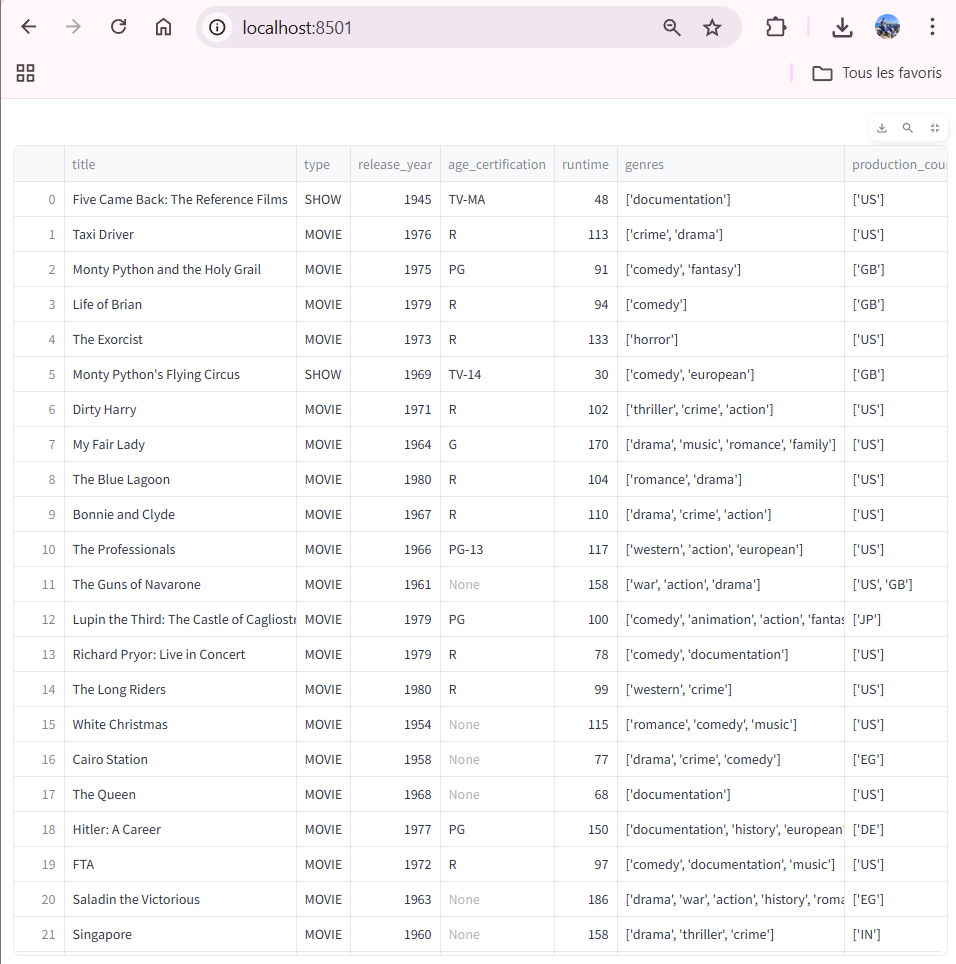 localhost:8501
Tous les favoris
title type release_year age_certification runtime genres production_cou
0 Five Came Back: The Reference Films SHOW 1945 TV-MA 48 ['documentation'] ['US']
1 Taxi Driver MOVIE 1976 R 113 ['crime', 'drama'] ['US']
2 Monty Python and the Holy Grail MOVIE 1975 PG 91 ['comedy', 'fantasy'] ['GB']
3 Life of Brian MOVIE 1979 R 94 ['comedy'] ['GB']
4 The Exorcist MOVIE 1973 R 133 ['horror'] ['US']
5 Monty Python's Flying Circus SHOW 1969 TV-14 30 ['comedy', 'european'] ['GB']
6 Dirty Harry MOVIE 1971 R 102 ['thriller', 'crime', 'action'] ['US']
7 My Fair Lady MOVIE 1964 G 170 ['drama', 'music', 'romance', 'family'] ['US']
8 The Blue Lagoon MOVIE 1980 R 104 ['romance', 'drama'] ['US']
9 Bonnie and Clyde MOVIE 1967 R 110 ['drama', 'crime', 'action'] ['US']
10 The Professionals MOVIE 1966 PG-13 117 ['western', 'action', 'european'] ['US']
11 The Guns of Navarone MOVIE 1961 None 158 ['war', 'action', 'drama'] ['US', 'GB']
12 Lupin the Third: The Castle of Cagliostr MOVIE 1979 PG 100 ['comedy', 'animation', 'action', 'fantas ['JP']
13 Richard Pryor: Live in Concert MOVIE 1979 R 78 ['comedy', 'documentation'] ['US']
14 The Long Riders MOVIE 1980 R 99 ['western', 'crime'] ['US']
15 White Christmas MOVIE 1954 None 115 ['romance', 'comedy', 'music'] ['US']
16 Cairo Station MOVIE 1958 None 77 ['drama', 'crime', 'comedy'] ['EG']
17 The Queen MOVIE 1968 None 68 ['documentation'] ['US']
18 Hitler: A Career MOVIE 1977 PG 150 ['documentation', 'history', 'european' ['DE']
19 FTA MOVIE 1972 R 97 ['comedy', 'documentation', 'music'] ['US']
20 Saladin the Victorious MOVIE 1963 None 186 ['drama', 'war', 'action', 'history', 'roma ['EG']
21 Singapore MOVIE 1960 None 158 ['drama', 'thriller', 'crime'] ['IN']